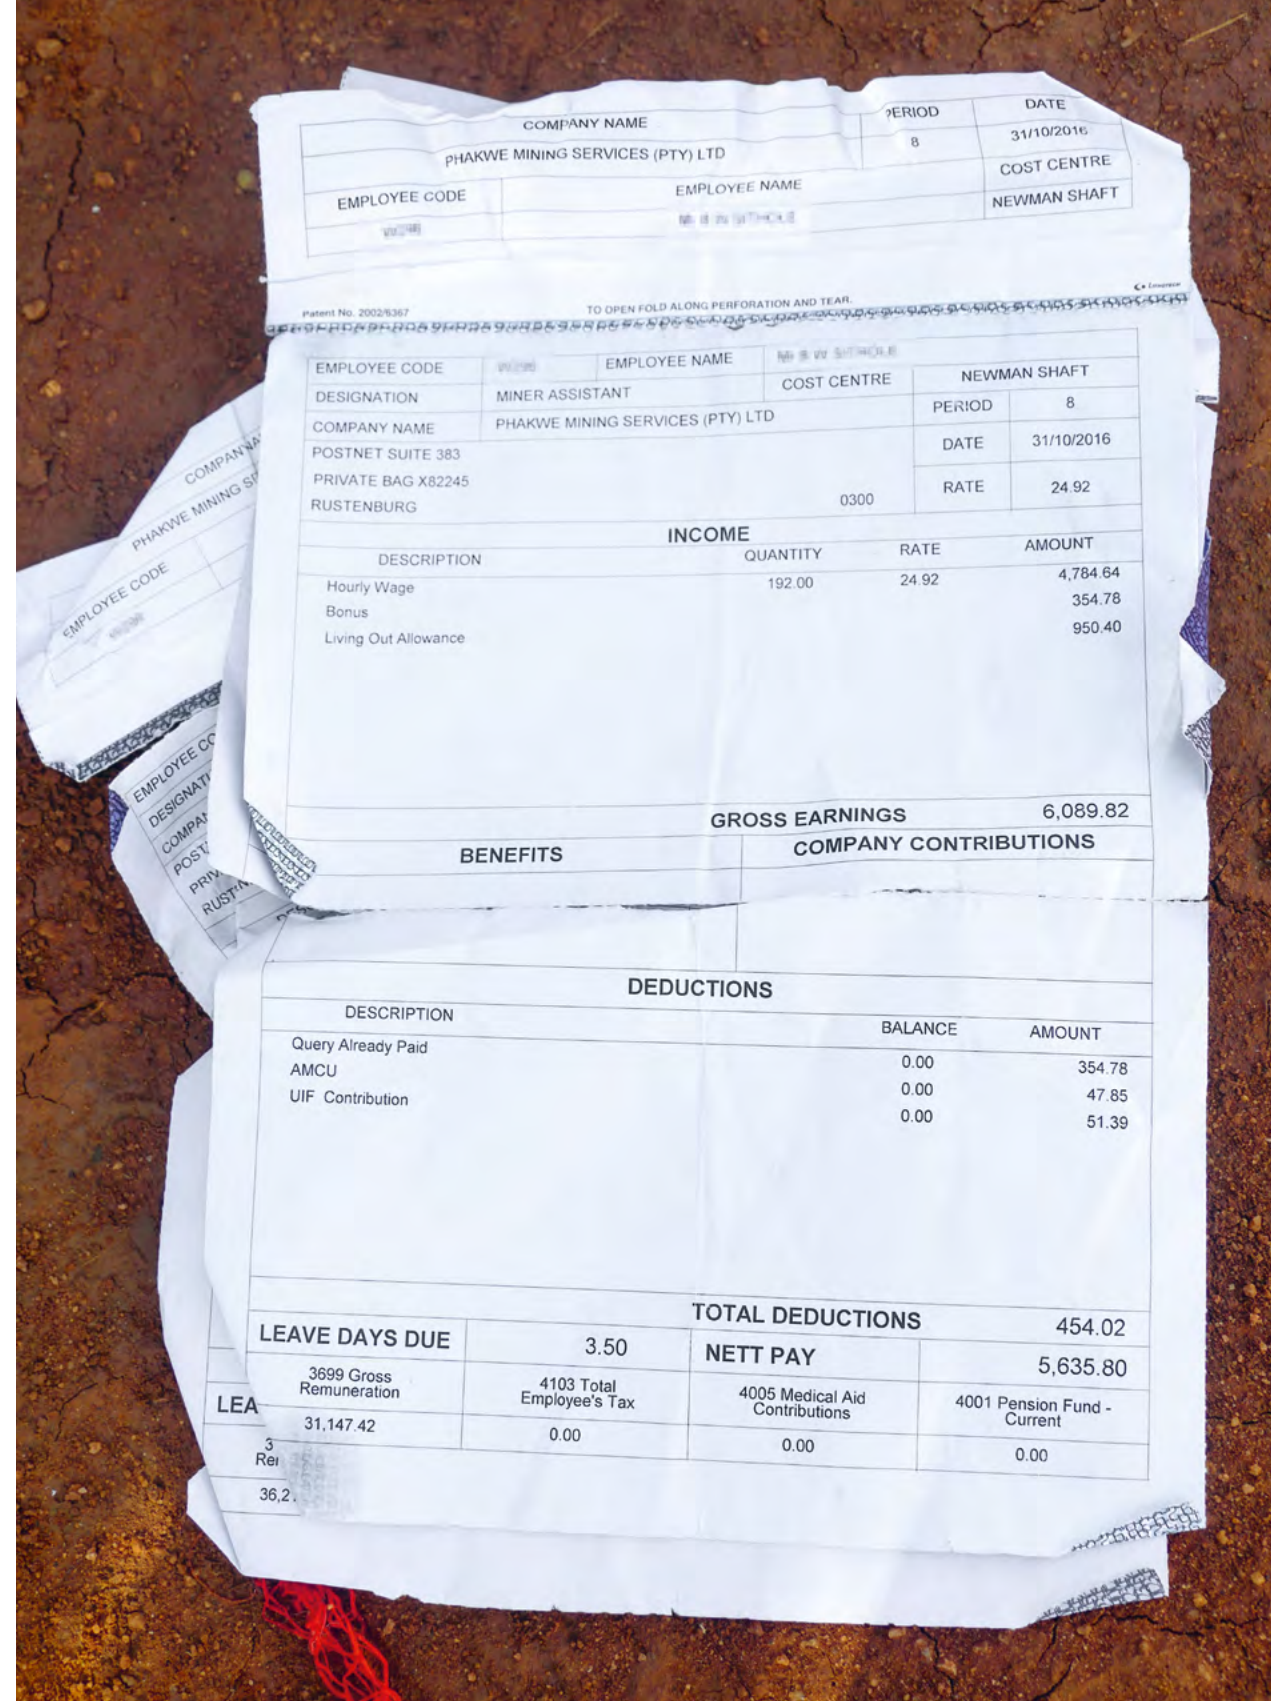 COMPANY NAME PERIOD DATE
PHAKWE MINING SERVICES (PTY) LTD 8 31/10/2016
EMPLOYEE CODE EMPLOYEE NAME COST CENTRE
NEWMAN SHAFT
Patent No. 2002/6367 TO OPEN FOLD ALONG PERFORATION AND TEAR.
EMPLOYEE CODE EMPLOYEE NAME
DESIGNATION MINER ASSISTANT COST CENTRE NEWMAN SHAFT
COMPANY NAME PHAKWE MINING SERVICES (PTY) LTD PERIOD 8
POSTNET SUITE 383 DATE 31/10/2016
PRIVATE BAG X82245 RATE 24.92
RUSTENBURG 0300
INCOME
DESCRIPTION QUANTITY RATE AMOUNT
Hourly Wage 192.00 24.92 4,784.64
Bonus 354.78
Living Out Allowance 950.40
GROSS EARNINGS 6,089.82
BENEFITS COMPANY CONTRIBUTIONS
DEDUCTIONS
DESCRIPTION BALANCE AMOUNT
Query Already Paid 0.00 354.78
AMCU 0.00 47.85
UIF Contribution 0.00 51.39
TOTAL DEDUCTIONS 454.02
LEAVE DAYS DUE 3.50 NETT PAY 5,635.80
3699 Gross Remuneration 4103 Total Employee's Tax 4005 Medical Aid Contributions 4001 Pension Fund - Current
31,147.42 0.00 0.00 0.00
COMPANY NA
PHAKWE MINING SE
EMPLOYEE CODE
EMPLOYEE CO
DESIGNATI
COMPAN
POST
PRIV
RUSTEN
LEA
3
Rei
36,2